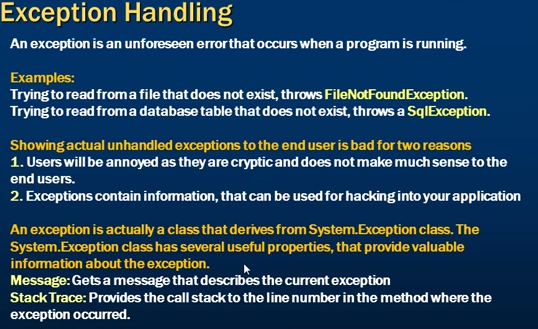 Exception Handling
An exception is an unforeseen error that occurs when a program is running.
Examples:
Trying to read from a file that does not exist, throws FileNotFoundException.
Trying to read from a database table that does not exist, throws a SqlException.
Showing actual unhandled exceptions to the end user is bad for two reasons
1. Users will be annoyed as they are cryptic and does not make much sense to the
end users.
2. Exceptions contain information, that can be used for hacking into your application
An exception is actually a class that derives from System.Exception class. The
System.Exception class has several useful properties, that provide valuable
information about the exception.
Message: Gets a message that describes the current exception
Stack Trace: Provides the call stack to the line number in the method where the
exception occurred.